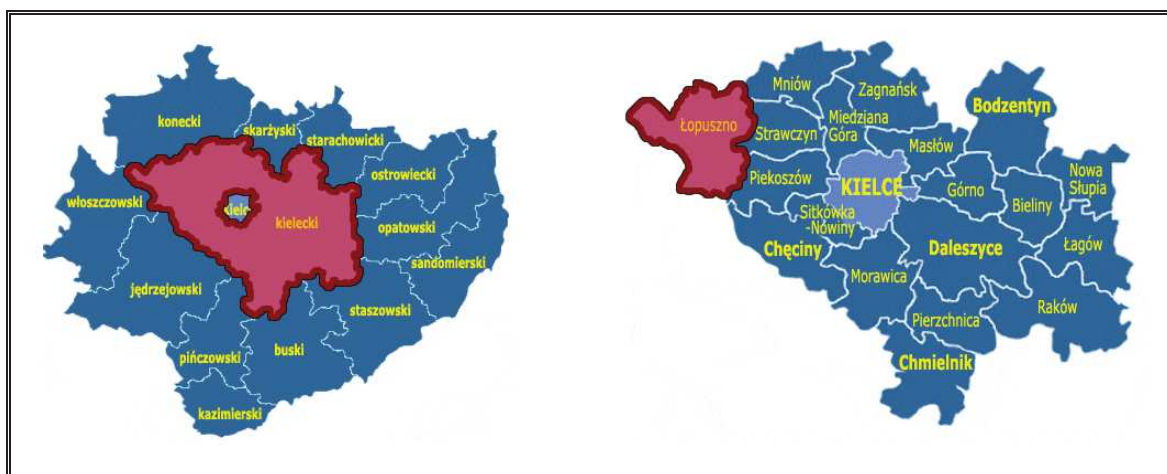 konecki
skarżyski
starachowicki
ostrowiecki
włoszczowski
kielecki
opatowski
sandomierski
jędrzejowski
staszowski
pińczowski
buski
kazimierski
Mniów
Zagnańsk
Bodzentyn
Łopuszno
Strawczyn
Miedziana
Góra
Masłów
Nowa
Słupia
Piekoszów
KIELCE
Górno
Bieliny
Sitkówka
-Nowiny
Chęciny
Daleszyce
Łagów
Morawica
Raków
Pierzchnica
Chmielnik